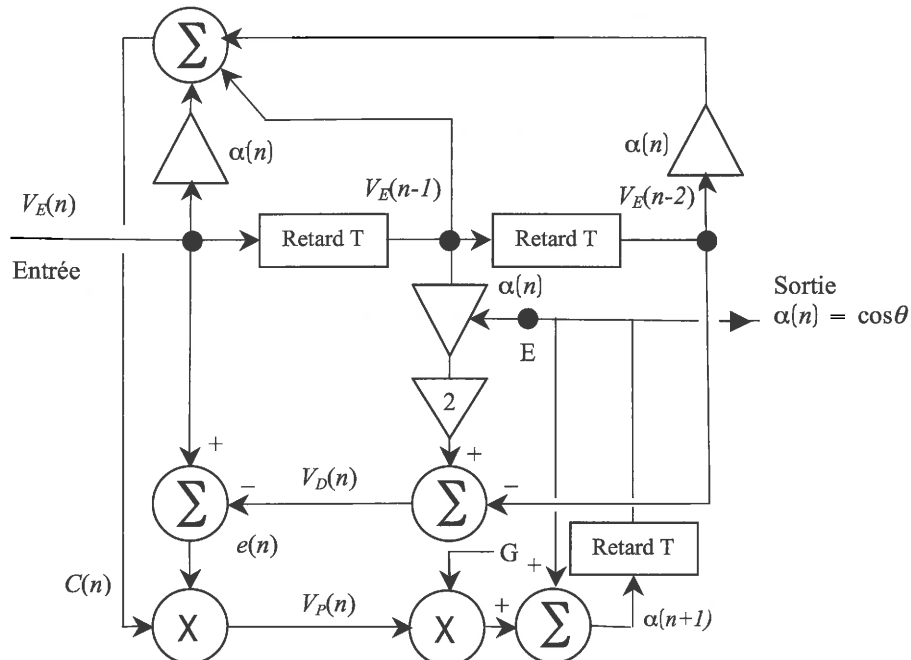 Σ
α(n)
α(n)
V_E(n)
V_E(n-1)
V_E(n-2)
Retard T
Retard T
Entrée
α(n)
Sortie
α(n) = cosθ
E
2
+
+
−
V_D(n)
−
Σ
Σ
e(n)
G
Retard T
C(n)
V_P(n)
+
+
X
X
Σ
α(n+1)